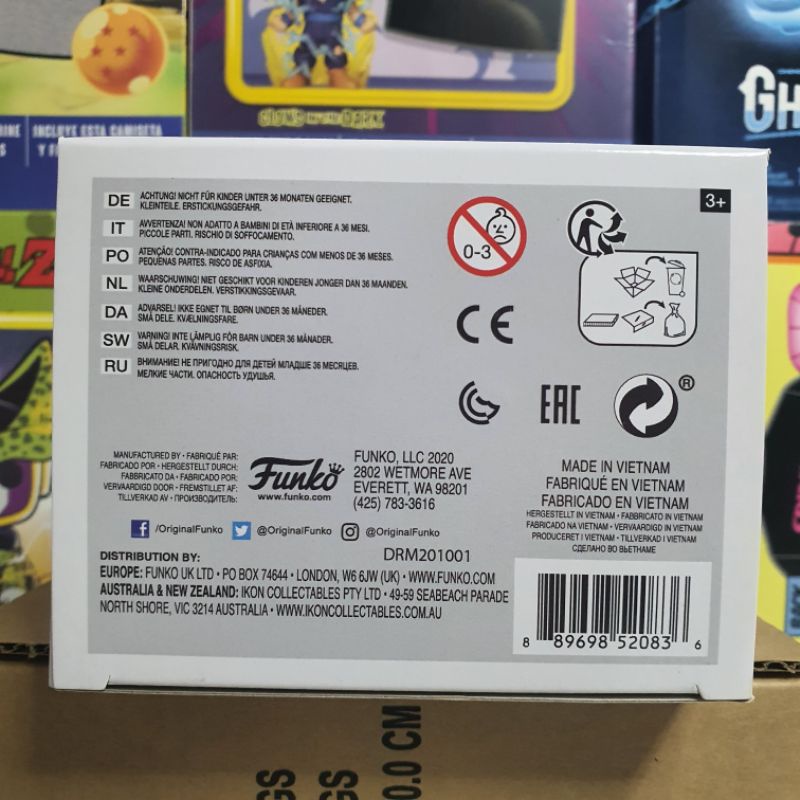 INCLUYE ESTA CAMISETA
GH
3+
DE ACHTUNG! NICHT FÜR KINDER UNTER 36 MONATEN GEEIGNET.
KLEINTEILE. ERSTICKUNGSGEFAHR.
IT AVVERTENZA! NON ADATTO A BAMBINI DI ETÀ INFERIORE A 36 MESI.
PICCOLE PARTI. RISCHIO DI SOFFOCAMENTO.
PO ATENÇÃO! CONTRA-INDICADO PARA CRIANÇAS COM MENOS DE 36 MESES.
PEQUENAS PARTES. RISCO DE ASFIXIA.
NL WAARSCHUWING! NIET GESCHIKT VOOR KINDEREN JONGER DAN 36 MAANDEN.
KLEINE ONDERDELEN. VERSTIKKINGSGEVAAR.
DA ADVARSEL! IKKE EGNET TIL BØRN UNDER 36 MÅNEDER.
SMÅ DELE. KVÆLNINGSFARE.
SW VARNING! INTE LÄMPLIG FÖR BARN UNDER 36 MÅNADER.
SMÅ DELAR. KVÄVNINGSRISK.
RU ВНИМАНИЕ! НЕ ПРИГОДНО ДЛЯ ДЕТЕЙ МЛАДШЕ 36 МЕСЯЦЕВ.
МЕЛКИЕ ЧАСТИ. ОПАСНОСТЬ УДУШЬЯ.
0-3
CE
EAC
®
MANUFACTURED BY • FABRIQUÉ PAR:
FABRICADO POR • HERGESTELLT DURCH:
FABBRICATO DA • FABRICADO POR:
VERVAARDIGD DOOR • FREMSTILLET AF:
TILLVERKAD AV • ПРОИЗВОДИТЕЛЬ:
Funko
www.funko.com
FUNKO, LLC 2020
2802 WETMORE AVE
EVERETT, WA 98201
(425) 783-3616
/OriginalFunko @OriginalFunko @OriginalFunko
DRM201001
DISTRIBUTION BY:
EUROPE: FUNKO UK LTD • PO BOX 74644 • LONDON, W6 6JW (UK) • WWW.FUNKO.COM
AUSTRALIA & NEW ZEALAND: IKON COLLECTABLES PTY LTD • 49-59 SEABEACH PARADE
NORTH SHORE, VIC 3214 AUSTRALIA • WWW.IKONCOLLECTABLES.COM.AU
MADE IN VIETNAM
FABRIQUÉ EN VIETNAM
FABRICADO EN VIETNAM
HERGESTELLT IN VIETNAM • FABBRICATO IN VIETNAM
FABRICADO NA VIETNAM • VERVAARDIGD IN VIETNAM
PRODUCERET I VIETNAM • TILLVERKAD I VIETNAM
СДЕЛАНО ВО ВЬЕТНАМЕ
8 89698 52083 6
0.0 CM
GS
GS